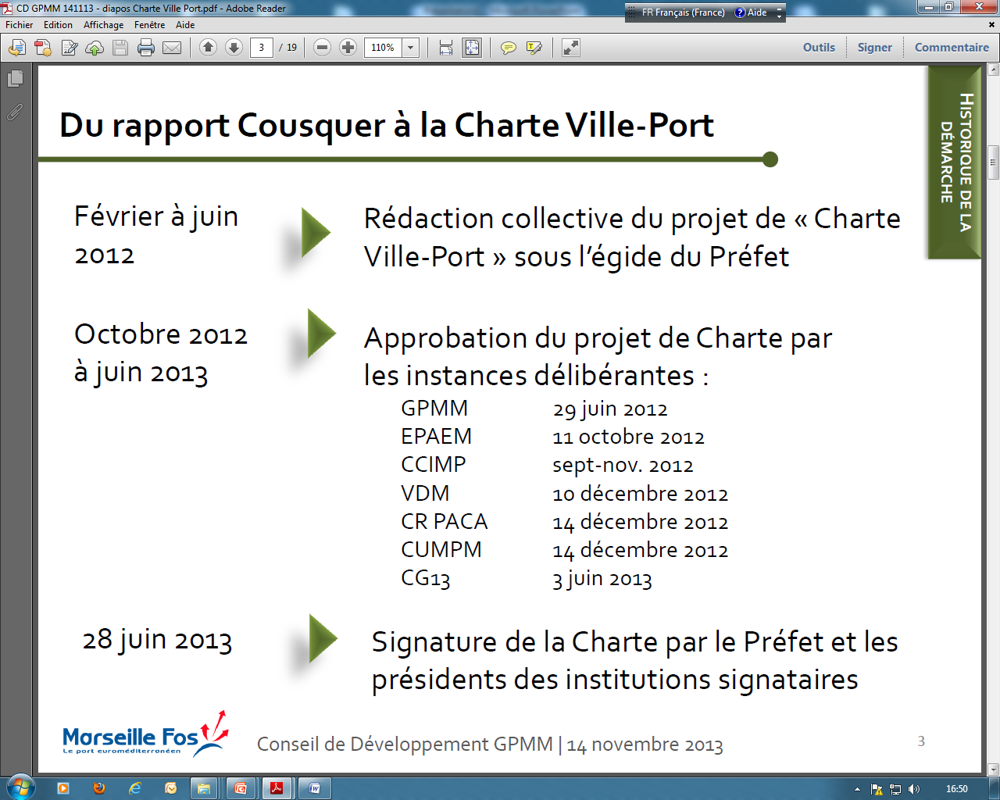 CD GPMM 141113 - diapos Charte Ville Port.pdf - Adobe Reader
FR Français (France) Aide
Fichier Edition Affichage Fenêtre Aide
3 / 19 110% Outils Signer Commentaire
Du rapport Cousquer à la Charte Ville-Port
HISTORIQUE DE LA
DÉMARCHE
Février à juin
2012
Rédaction collective du projet de « Charte
Ville-Port » sous l’égide du Préfet
Octobre 2012
à juin 2013
Approbation du projet de Charte par
les instances délibérantes :
GPMM 29 juin 2012
EPAEM 11 octobre 2012
CCIMP sept-nov. 2012
VDM 10 décembre 2012
CR PACA 14 décembre 2012
CUMPM 14 décembre 2012
CG13 3 juin 2013
28 juin 2013
Signature de la Charte par le Préfet et les
présidents des institutions signataires
Marseille Fos
Le port euroméditerranéen
Conseil de Développement GPMM | 14 novembre 2013
3
16:50